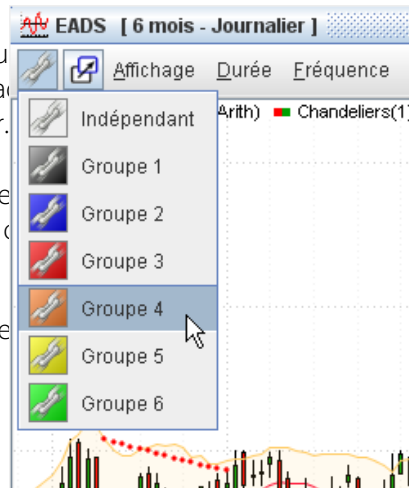 EADS [ 6 mois - Journalier ]
Affichage Durée Fréquence
Indépendant
Arith) Chandeliers(1)
Groupe 1
Groupe 2
Groupe 3
Groupe 4
Groupe 5
Groupe 6